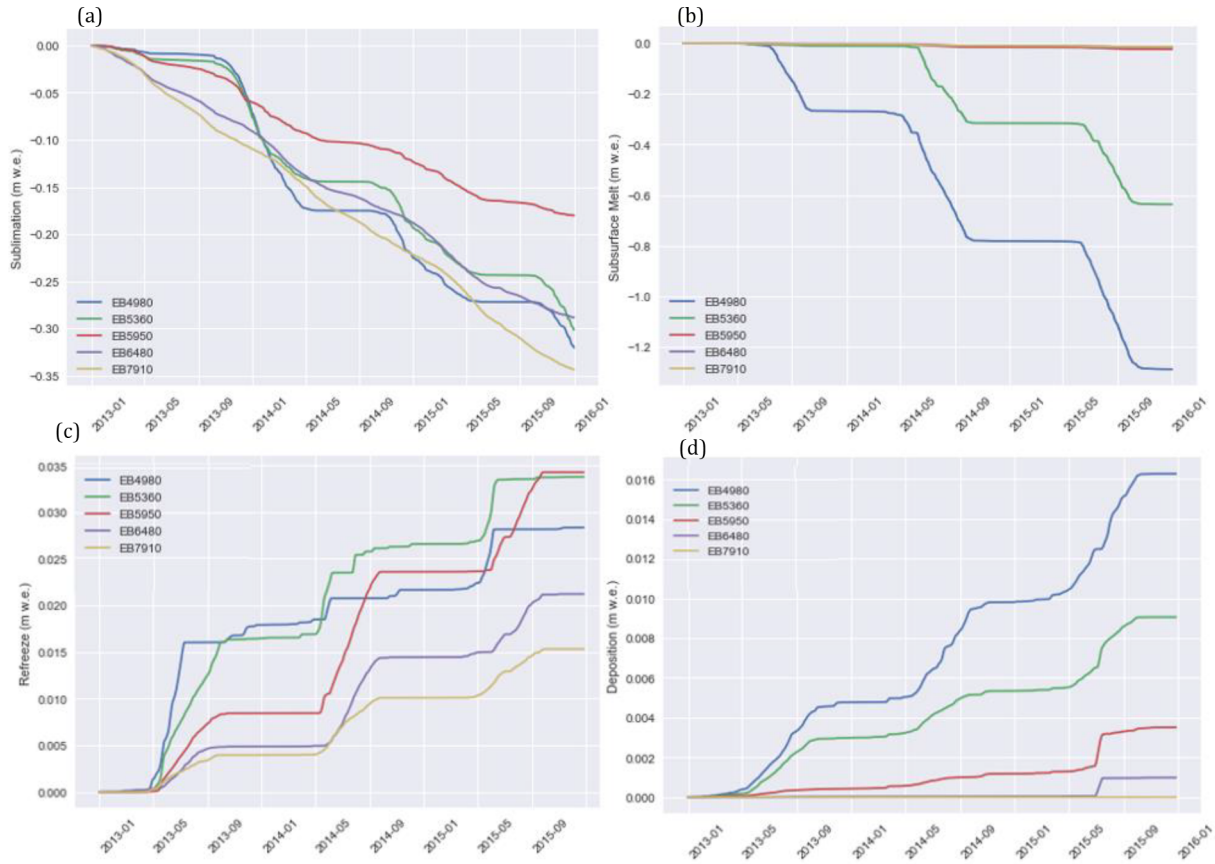 (a)
0.00
−0.05
−0.10
−0.15
−0.20
−0.25
−0.30
−0.35
Sublimation (m w.e.)
EB4980
EB5360
EB5950
EB6480
EB7910
2013-01
2013-05
2013-09
2014-01
2014-05
2014-09
2015-01
2015-05
2015-09
2016-01
(b)
0.0
−0.2
−0.4
−0.6
−0.8
−1.0
−1.2
Subsurface Melt (m w.e.)
EB4980
EB5360
EB5950
EB6480
EB7910
2013-01
2013-05
2013-09
2014-01
2014-05
2014-09
2015-01
2015-05
2015-09
2016-01
(c)
0.035
0.030
0.025
0.020
0.015
0.010
0.005
0.000
Refreeze (m w.e.)
EB4980
EB5360
EB5950
EB6480
EB7910
2013-01
2013-05
2013-09
2014-01
2014-05
2014-09
2015-01
2015-05
2015-09
(d)
0.016
0.014
0.012
0.010
0.008
0.006
0.004
0.002
0.000
Deposition (m w.e.)
EB4980
EB5360
EB5950
EB6480
EB7910
2013-01
2013-05
2013-09
2014-01
2014-05
2014-09
2015-01
2015-05
2015-09
2016-01